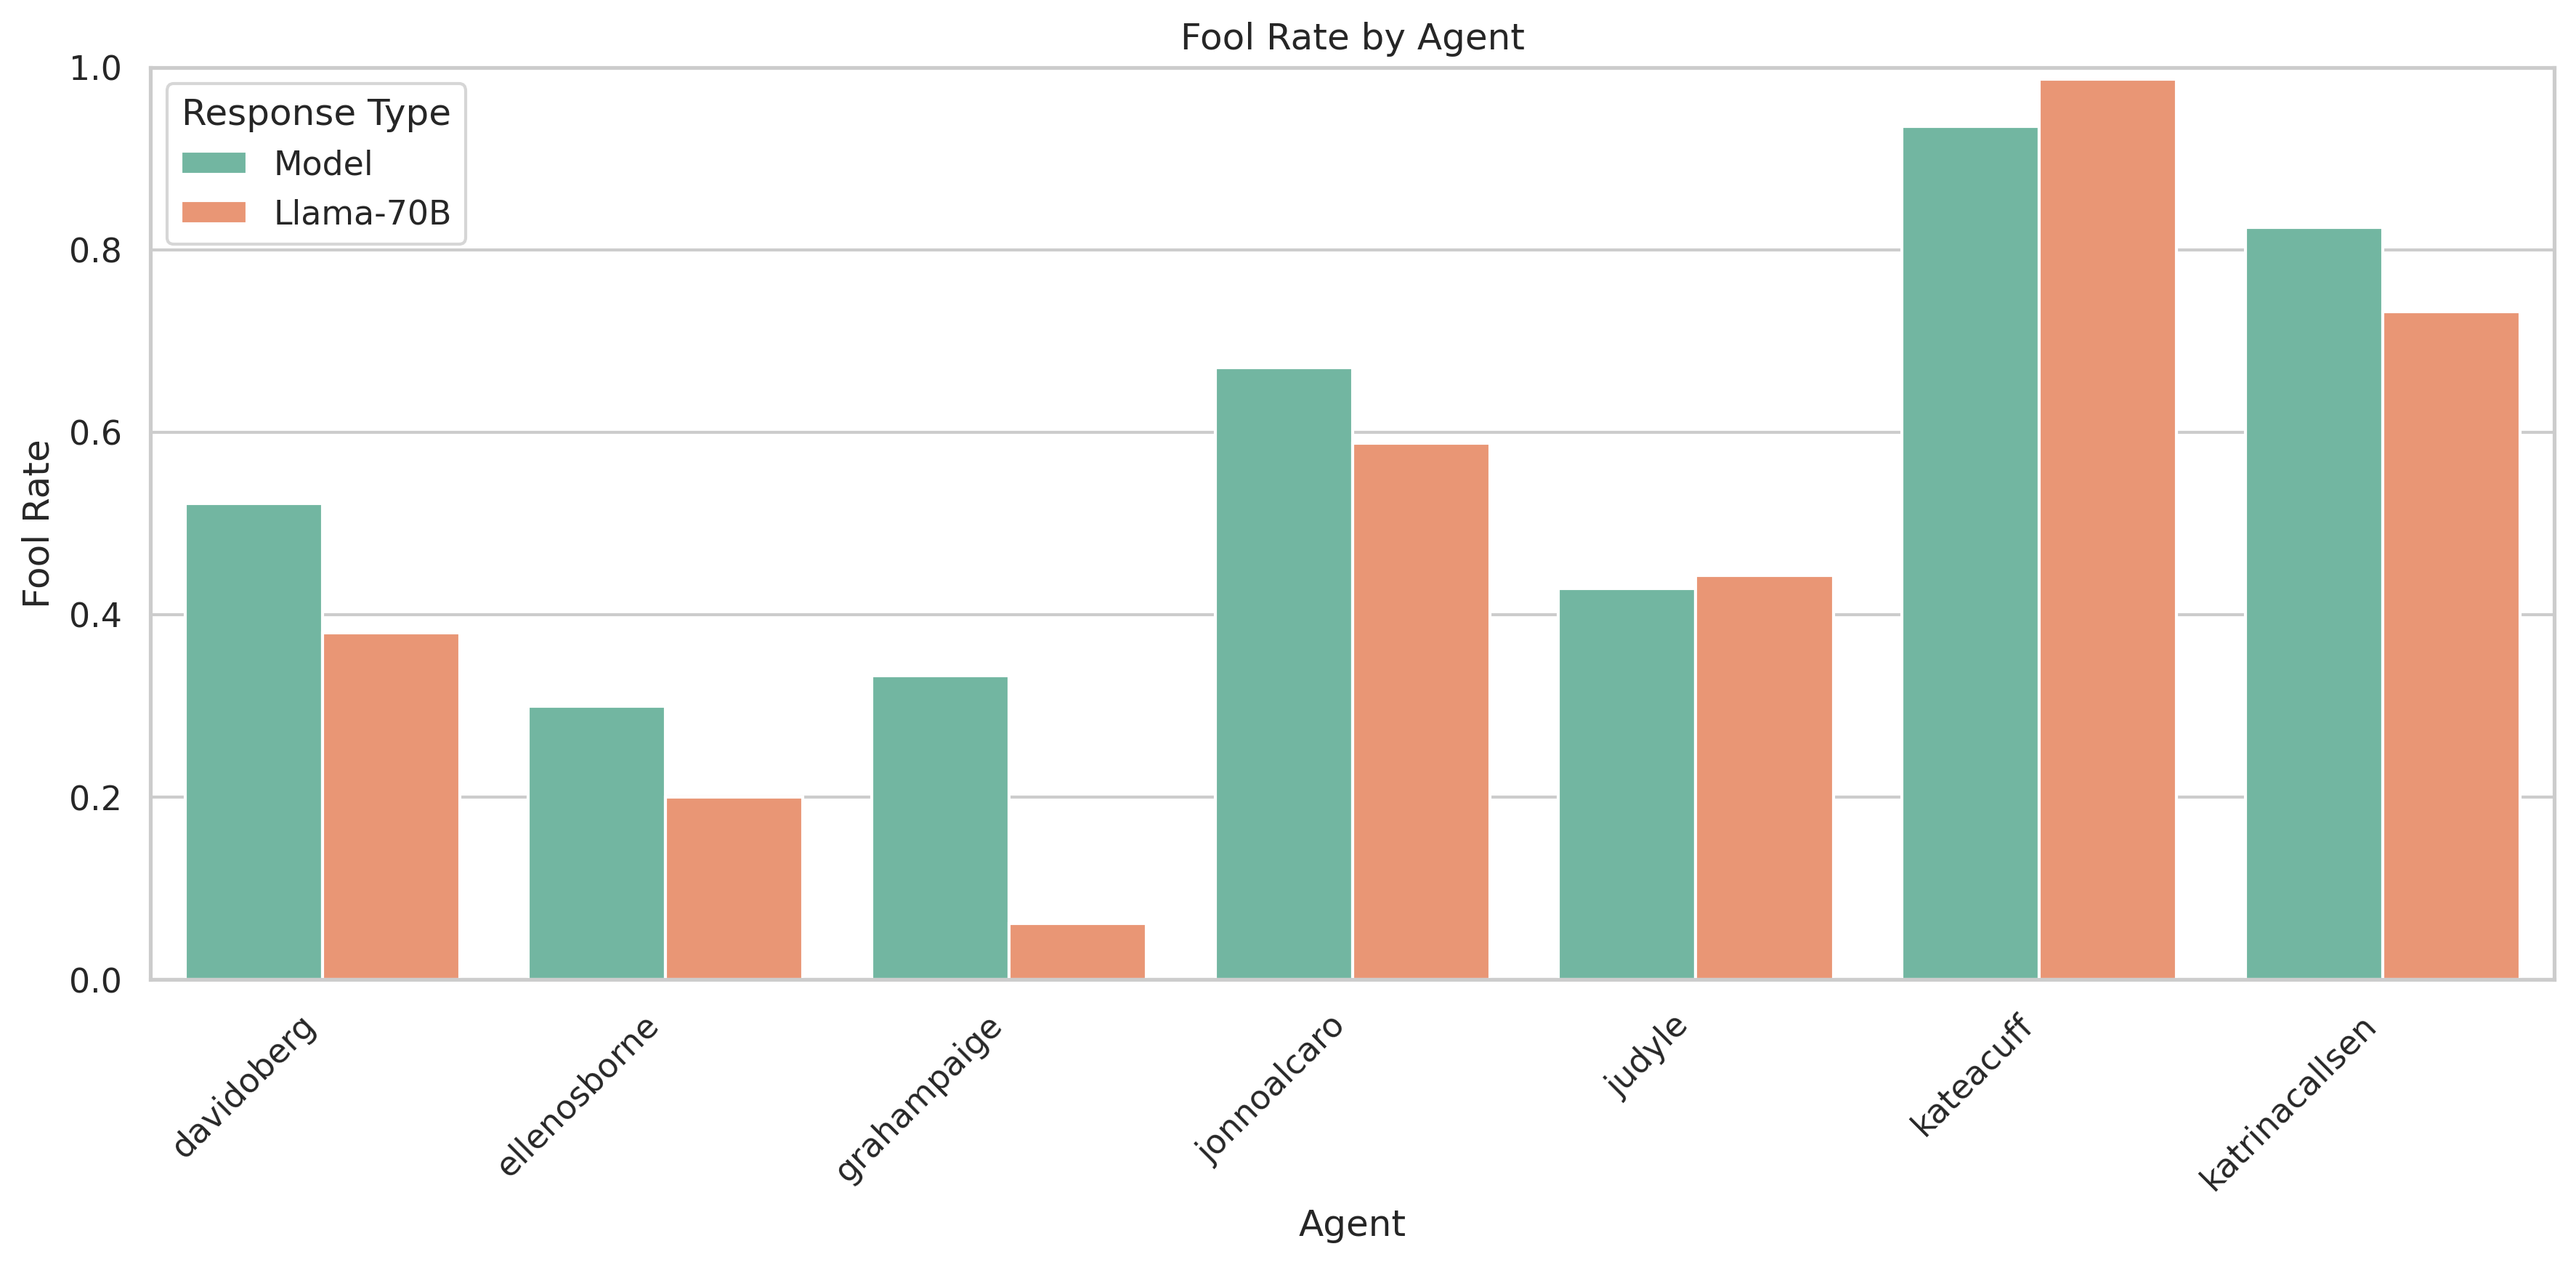 Fool Rate by Agent
Response Type
Model
Llama-70B
Fool Rate
1.0
0.8
0.6
0.4
0.2
0.0
davidoberg
ellenosborne
grahampaige
jonnoalcaro
judyle
kateacuff
katrinacallsen
Agent